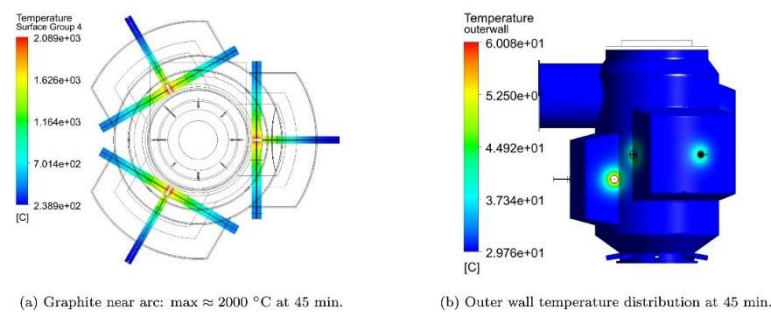 Temperature
Surface Group 4
2.089e+03
1.626e+03
1.164e+03
7.014e+02
2.389e+02
[C]
(a) Graphite near arc: max ≈ 2000 °C at 45 min.
Temperature
outerwall
6.008e+01
5.250e+01
4.492e+01
3.734e+01
2.976e+01
[C]
(b) Outer wall temperature distribution at 45 min.